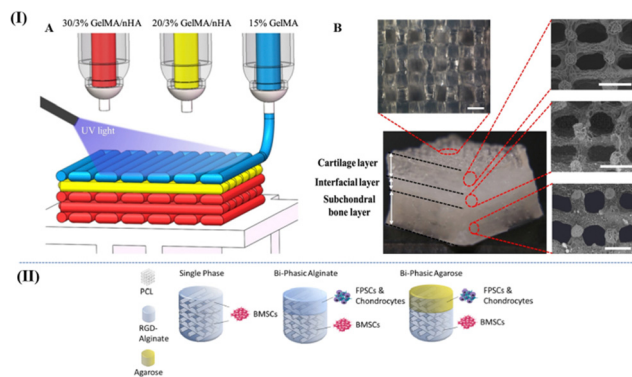 (I)
A
30/3% GelMA/nHA
20/3% GelMA/nHA
15% GelMA
UV light
B
Cartilage layer
Interfacial layer
Subchondral
bone layer
(II)
PCL
RGD-
Alginate
Agarose
Single Phase
BMSCs
Bi-Phasic Alginate
FPSCs &
Chondrocytes
BMSCs
Bi-Phasic Agarose
FPSCs &
Chondrocytes
BMSCs